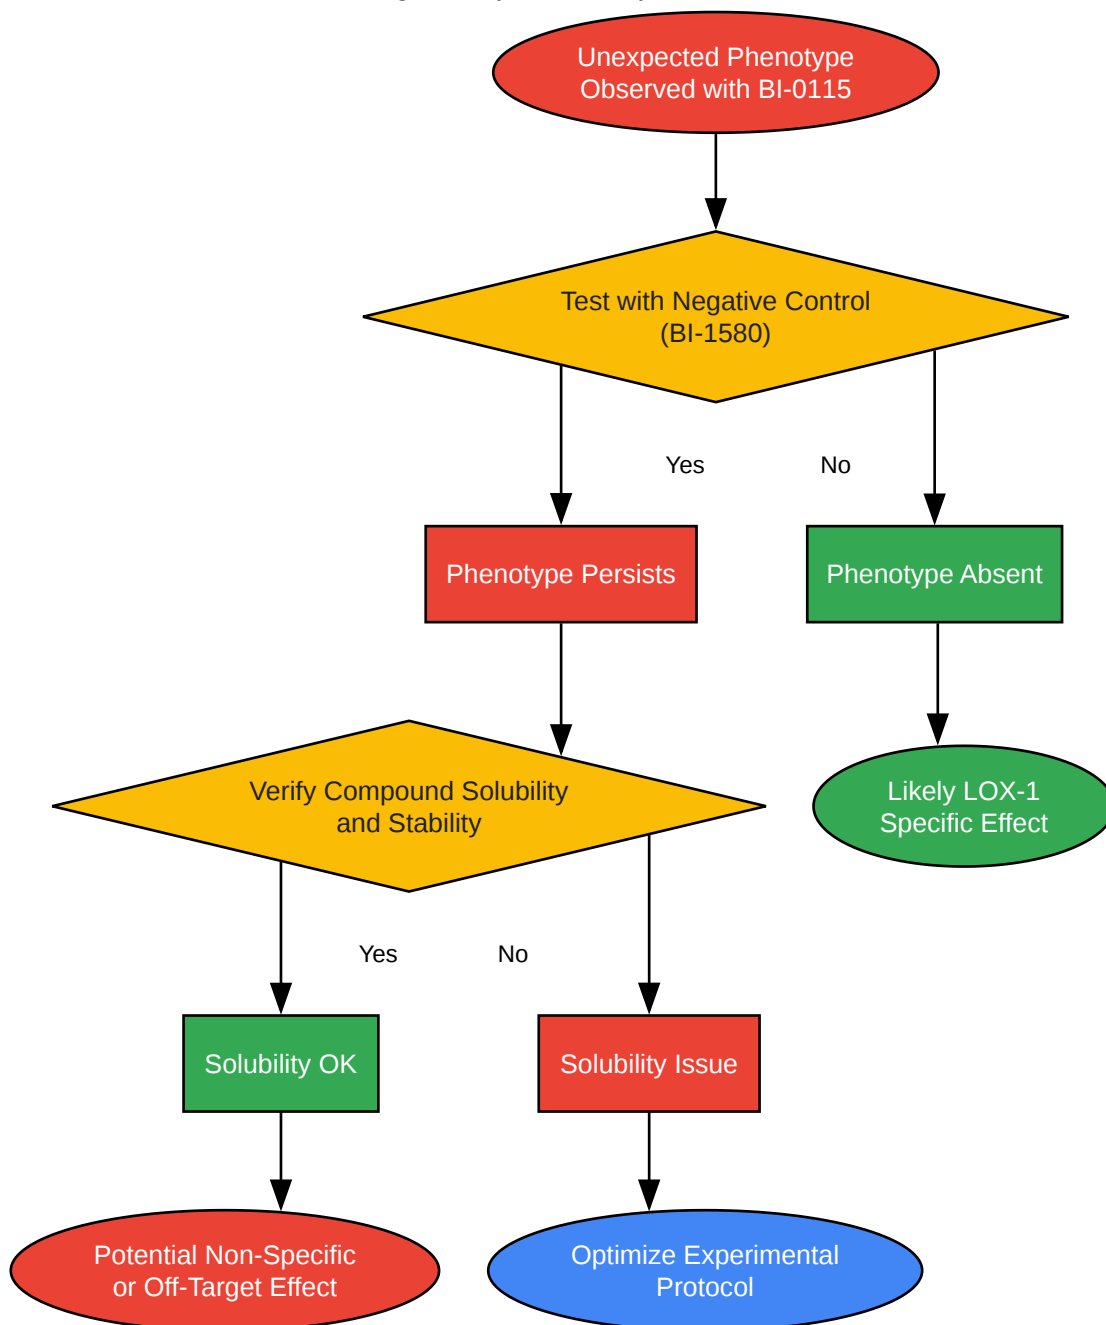 Unexpected Phenotype
Observed with BI-0115
Test with Negative Control
(BI-1580)
Yes
No
Phenotype Persists
Phenotype Absent
Verify Compound Solubility
and Stability
Likely LOX-1
Specific Effect
Yes
No
Solubility OK
Solubility Issue
Potential Non-Specific
or Off-Target Effect
Optimize Experimental
Protocol